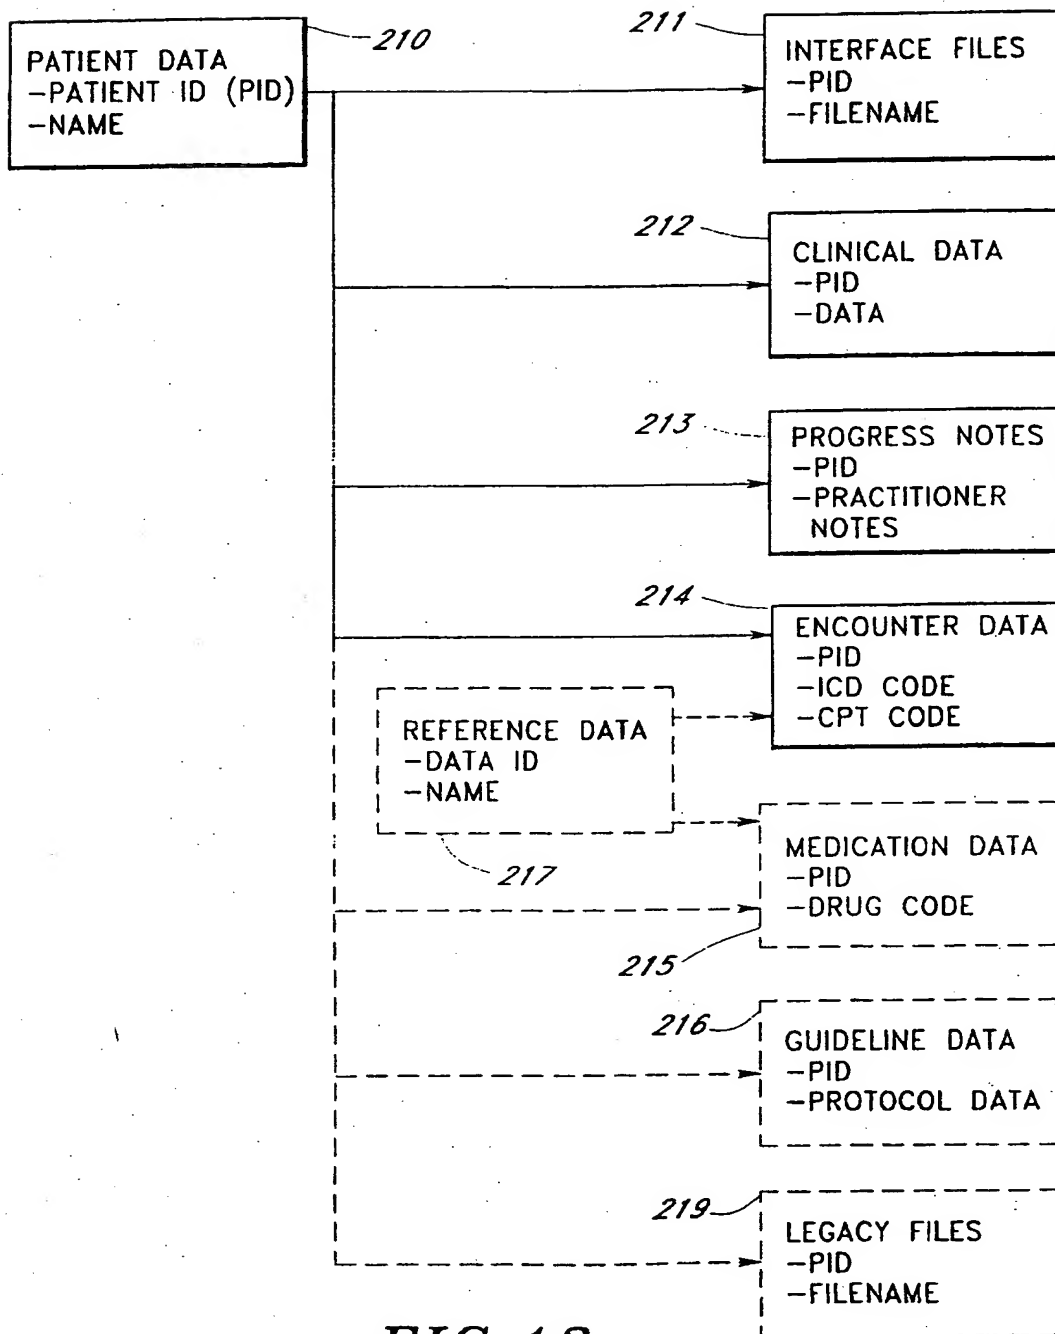 210
PATIENT DATA
-PATIENT ID (PID)
-NAME
211
INTERFACE FILES
-PID
-FILENAME
212
CLINICAL DATA
-PID
-DATA
213
PROGRESS NOTES
-PID
-PRACTITIONER
NOTES
214
ENCOUNTER DATA
-PID
-ICD CODE
-CPT CODE
REFERENCE DATA
-DATA ID
-NAME
217
MEDICATION DATA
-PID
-DRUG CODE
215
216
GUIDELINE DATA
-PID
-PROTOCOL DATA
219
LEGACY FILES
-PID
-FILENAME